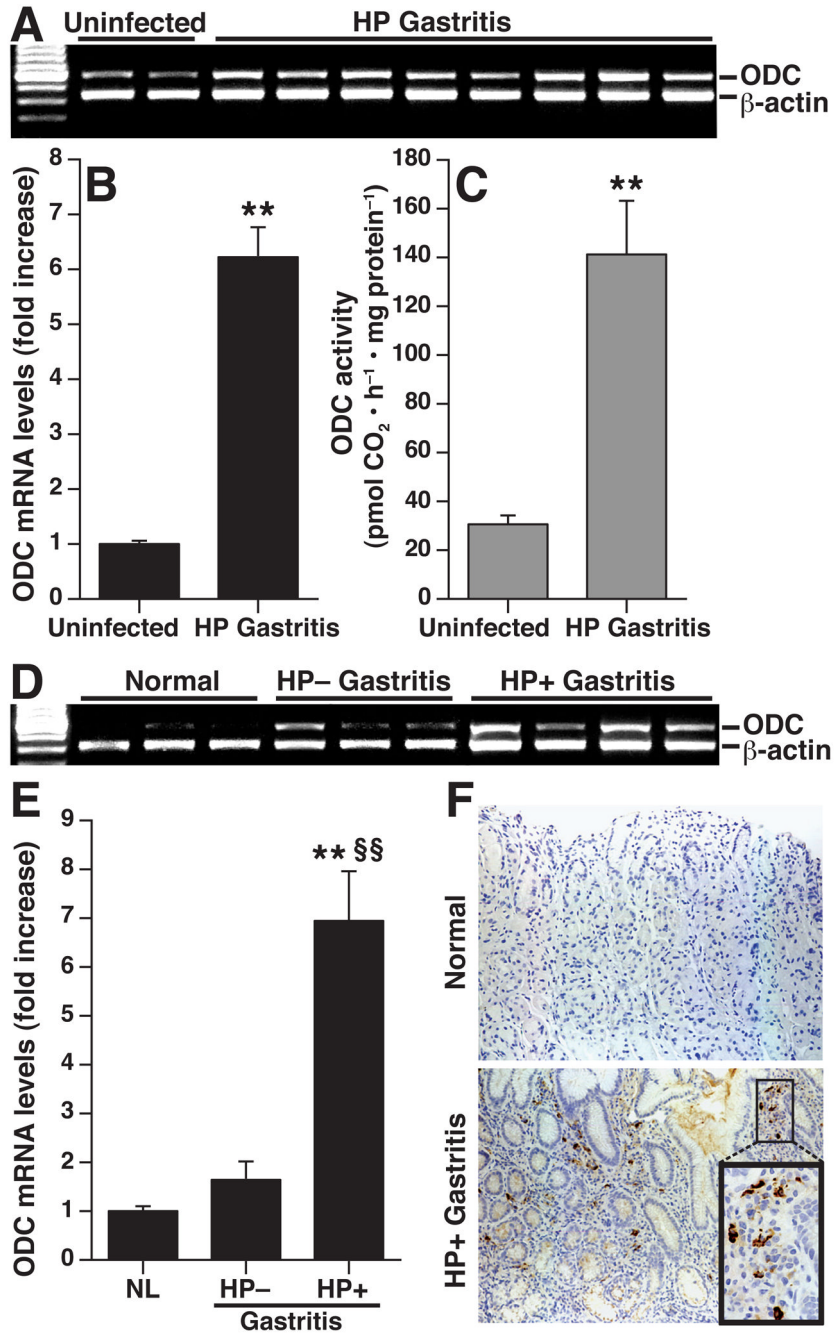 A
Uninfected HP Gastritis
ODC
β-actin
B
ODC mRNA levels (fold increase)
8
7
6
5
4
3
2
1
0
**
Uninfected HP Gastritis
C
ODC activity
(pmol CO₂ • h⁻¹ • mg protein⁻¹)
180
160
140
120
100
80
60
40
20
0
**
Uninfected HP Gastritis
D
Normal HP– Gastritis HP+ Gastritis
ODC
β-actin
E
ODC mRNA levels (fold increase)
9
8
7
6
5
4
3
2
1
0
** §§
NL HP– HP+
Gastritis
F
Normal
HP+ Gastritis